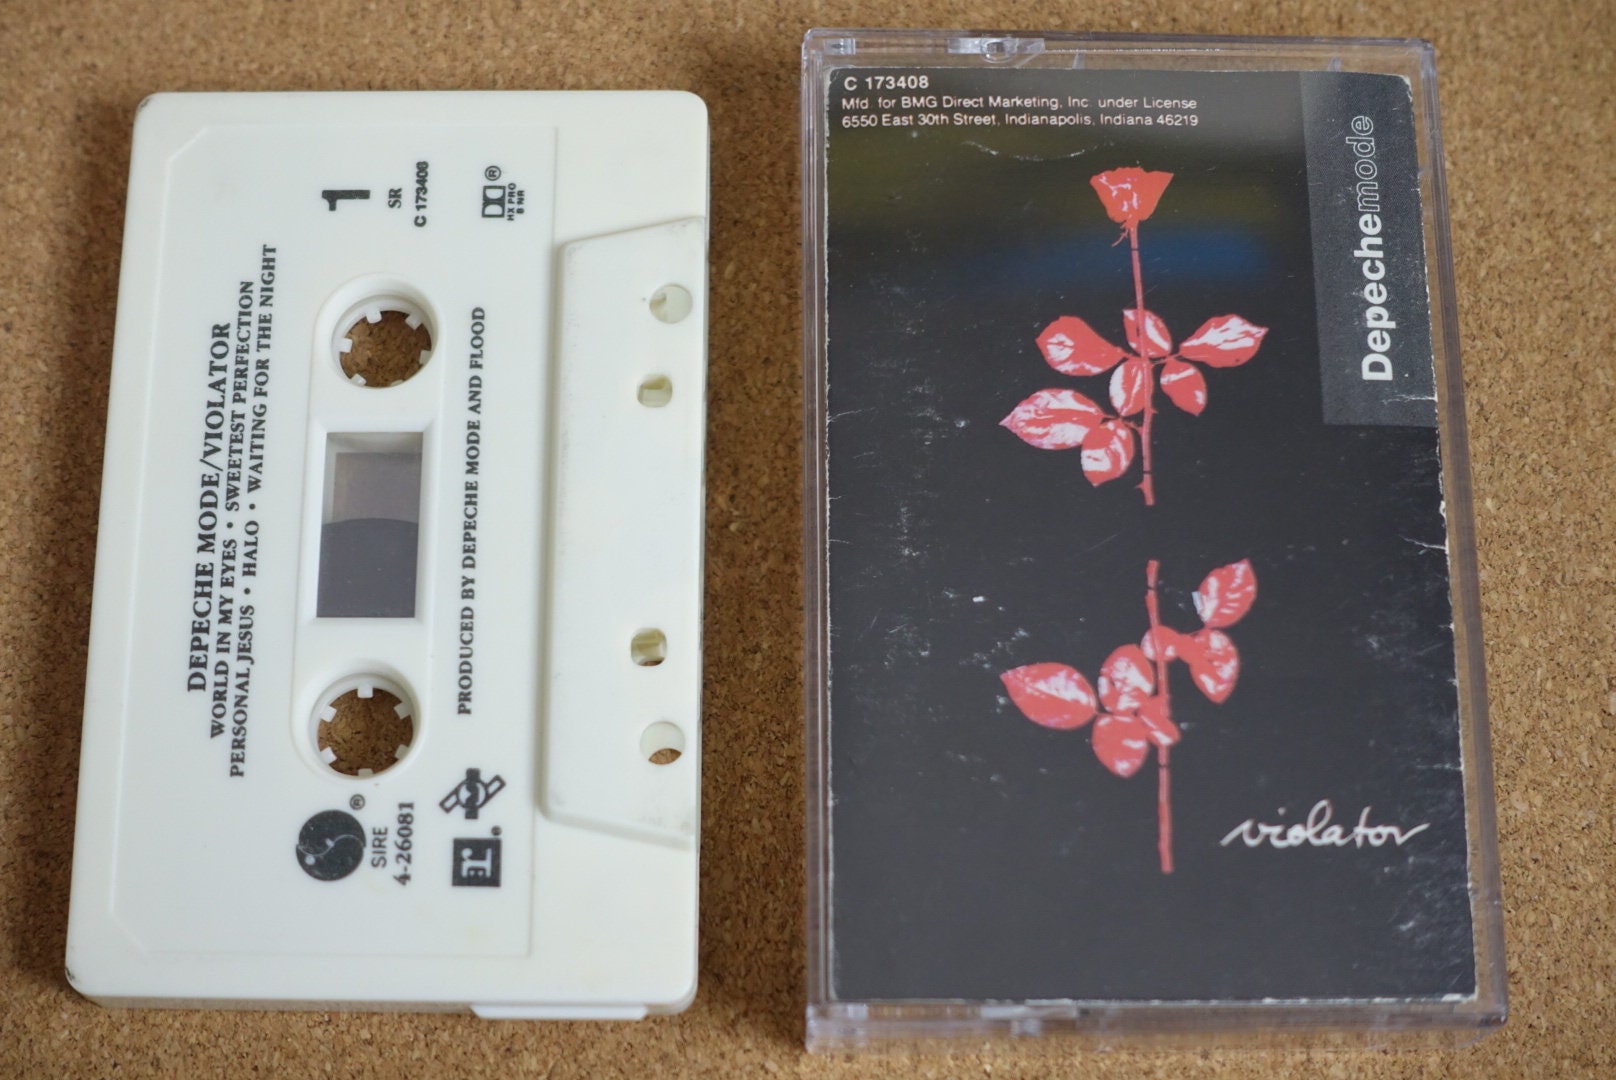 DEPECHE MODE/VIOLATOR
WORLD IN MY EYES • SWEETEST PERFECTION
PERSONAL JESUS • HALO • WAITING FOR THE NIGHT
1
SR
C 173408
HX PRO
B NR
SIRE
4-26081
PRODUCED BY DEPECHE MODE AND FLOOD
r
C 173408
Mfd. for BMG Direct Marketing, Inc. under License
6550 East 30th Street, Indianapolis, Indiana 46219
Depechemode
violator